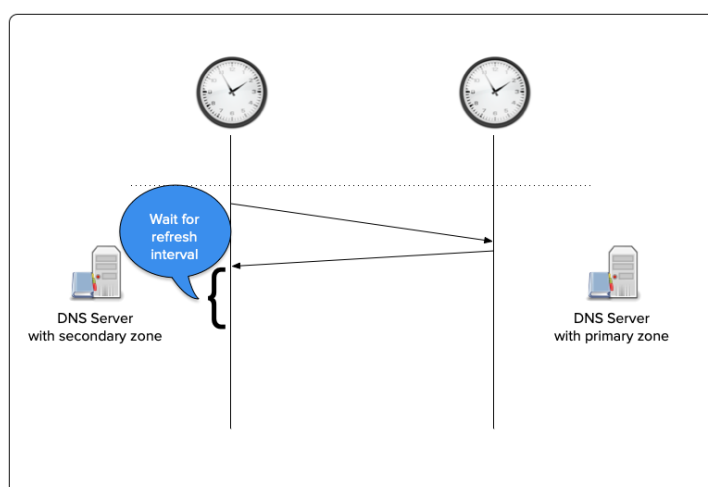 Wait for
refresh
interval
DNS Server
with secondary zone
DNS Server
with primary zone